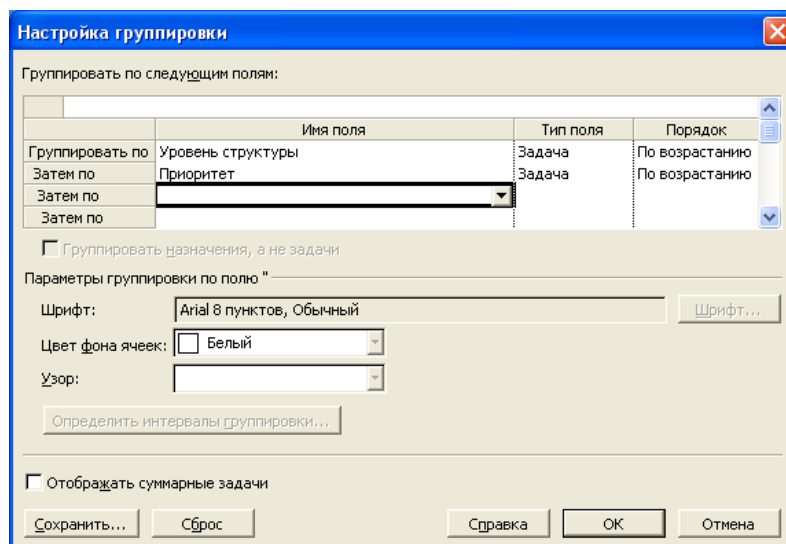 Настройка группировки
Группировать по следующим полям:
Имя поля Тип поля Порядок
Группировать по Уровень структуры Задача По возрастанию
Затем по Приоритет Задача По возрастанию
Затем по
Затем по
Группировать назначения, а не задачи
Параметры группировки по полю ''
Шрифт: Arial 8 пунктов, Обычный Шрифт...
Цвет фона ячеек: Белый
Узор:
Определить интервалы группировки...
Отображать суммарные задачи
Сохранить... Сброс Справка ОК Отмена